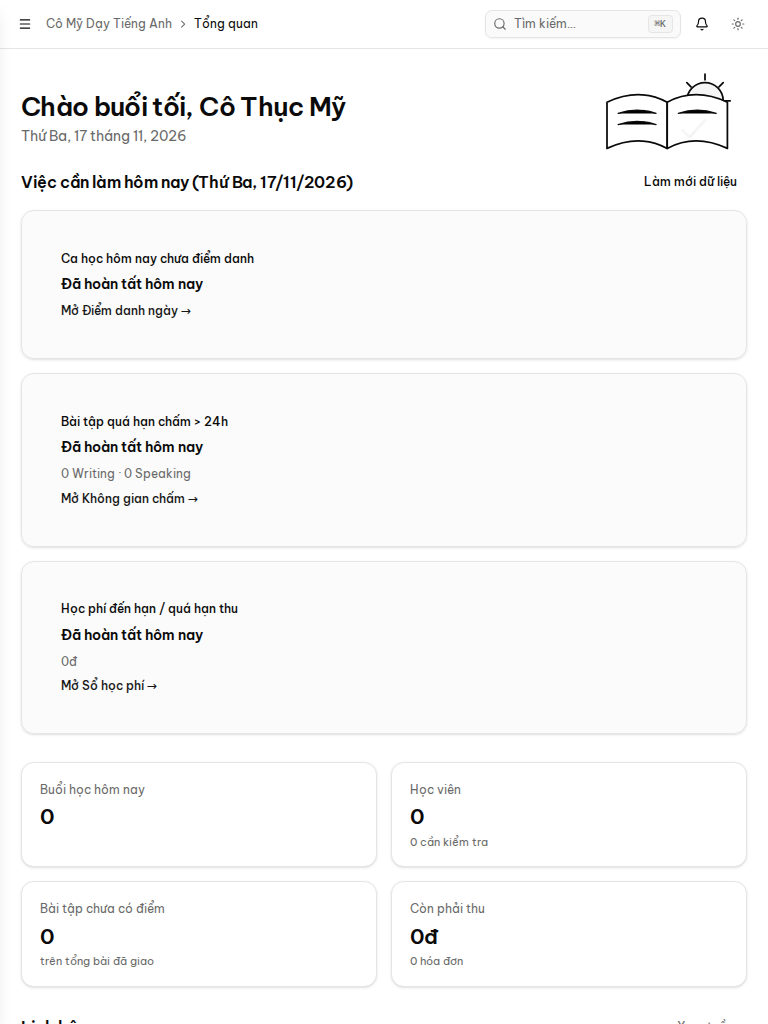 Cô Mỹ Dạy Tiếng Anh > Tổng quan
Tìm kiếm...
⌘K
Chào buổi tối, Cô Thục Mỹ
Thứ Ba, 17 tháng 11, 2026
Việc cần làm hôm nay (Thứ Ba, 17/11/2026)
Làm mới dữ liệu
Ca học hôm nay chưa điểm danh
Đã hoàn tất hôm nay
Mở Điểm danh ngày →
Bài tập quá hạn chấm > 24h
Đã hoàn tất hôm nay
0 Writing · 0 Speaking
Mở Không gian chấm →
Học phí đến hạn / quá hạn thu
Đã hoàn tất hôm nay
0đ
Mở Sổ học phí →
Buổi học hôm nay
0
Học viên
0
0 cần kiểm tra
Bài tập chưa có điểm
0
trên tổng bài đã giao
Còn phải thu
0đ
0 hóa đơn